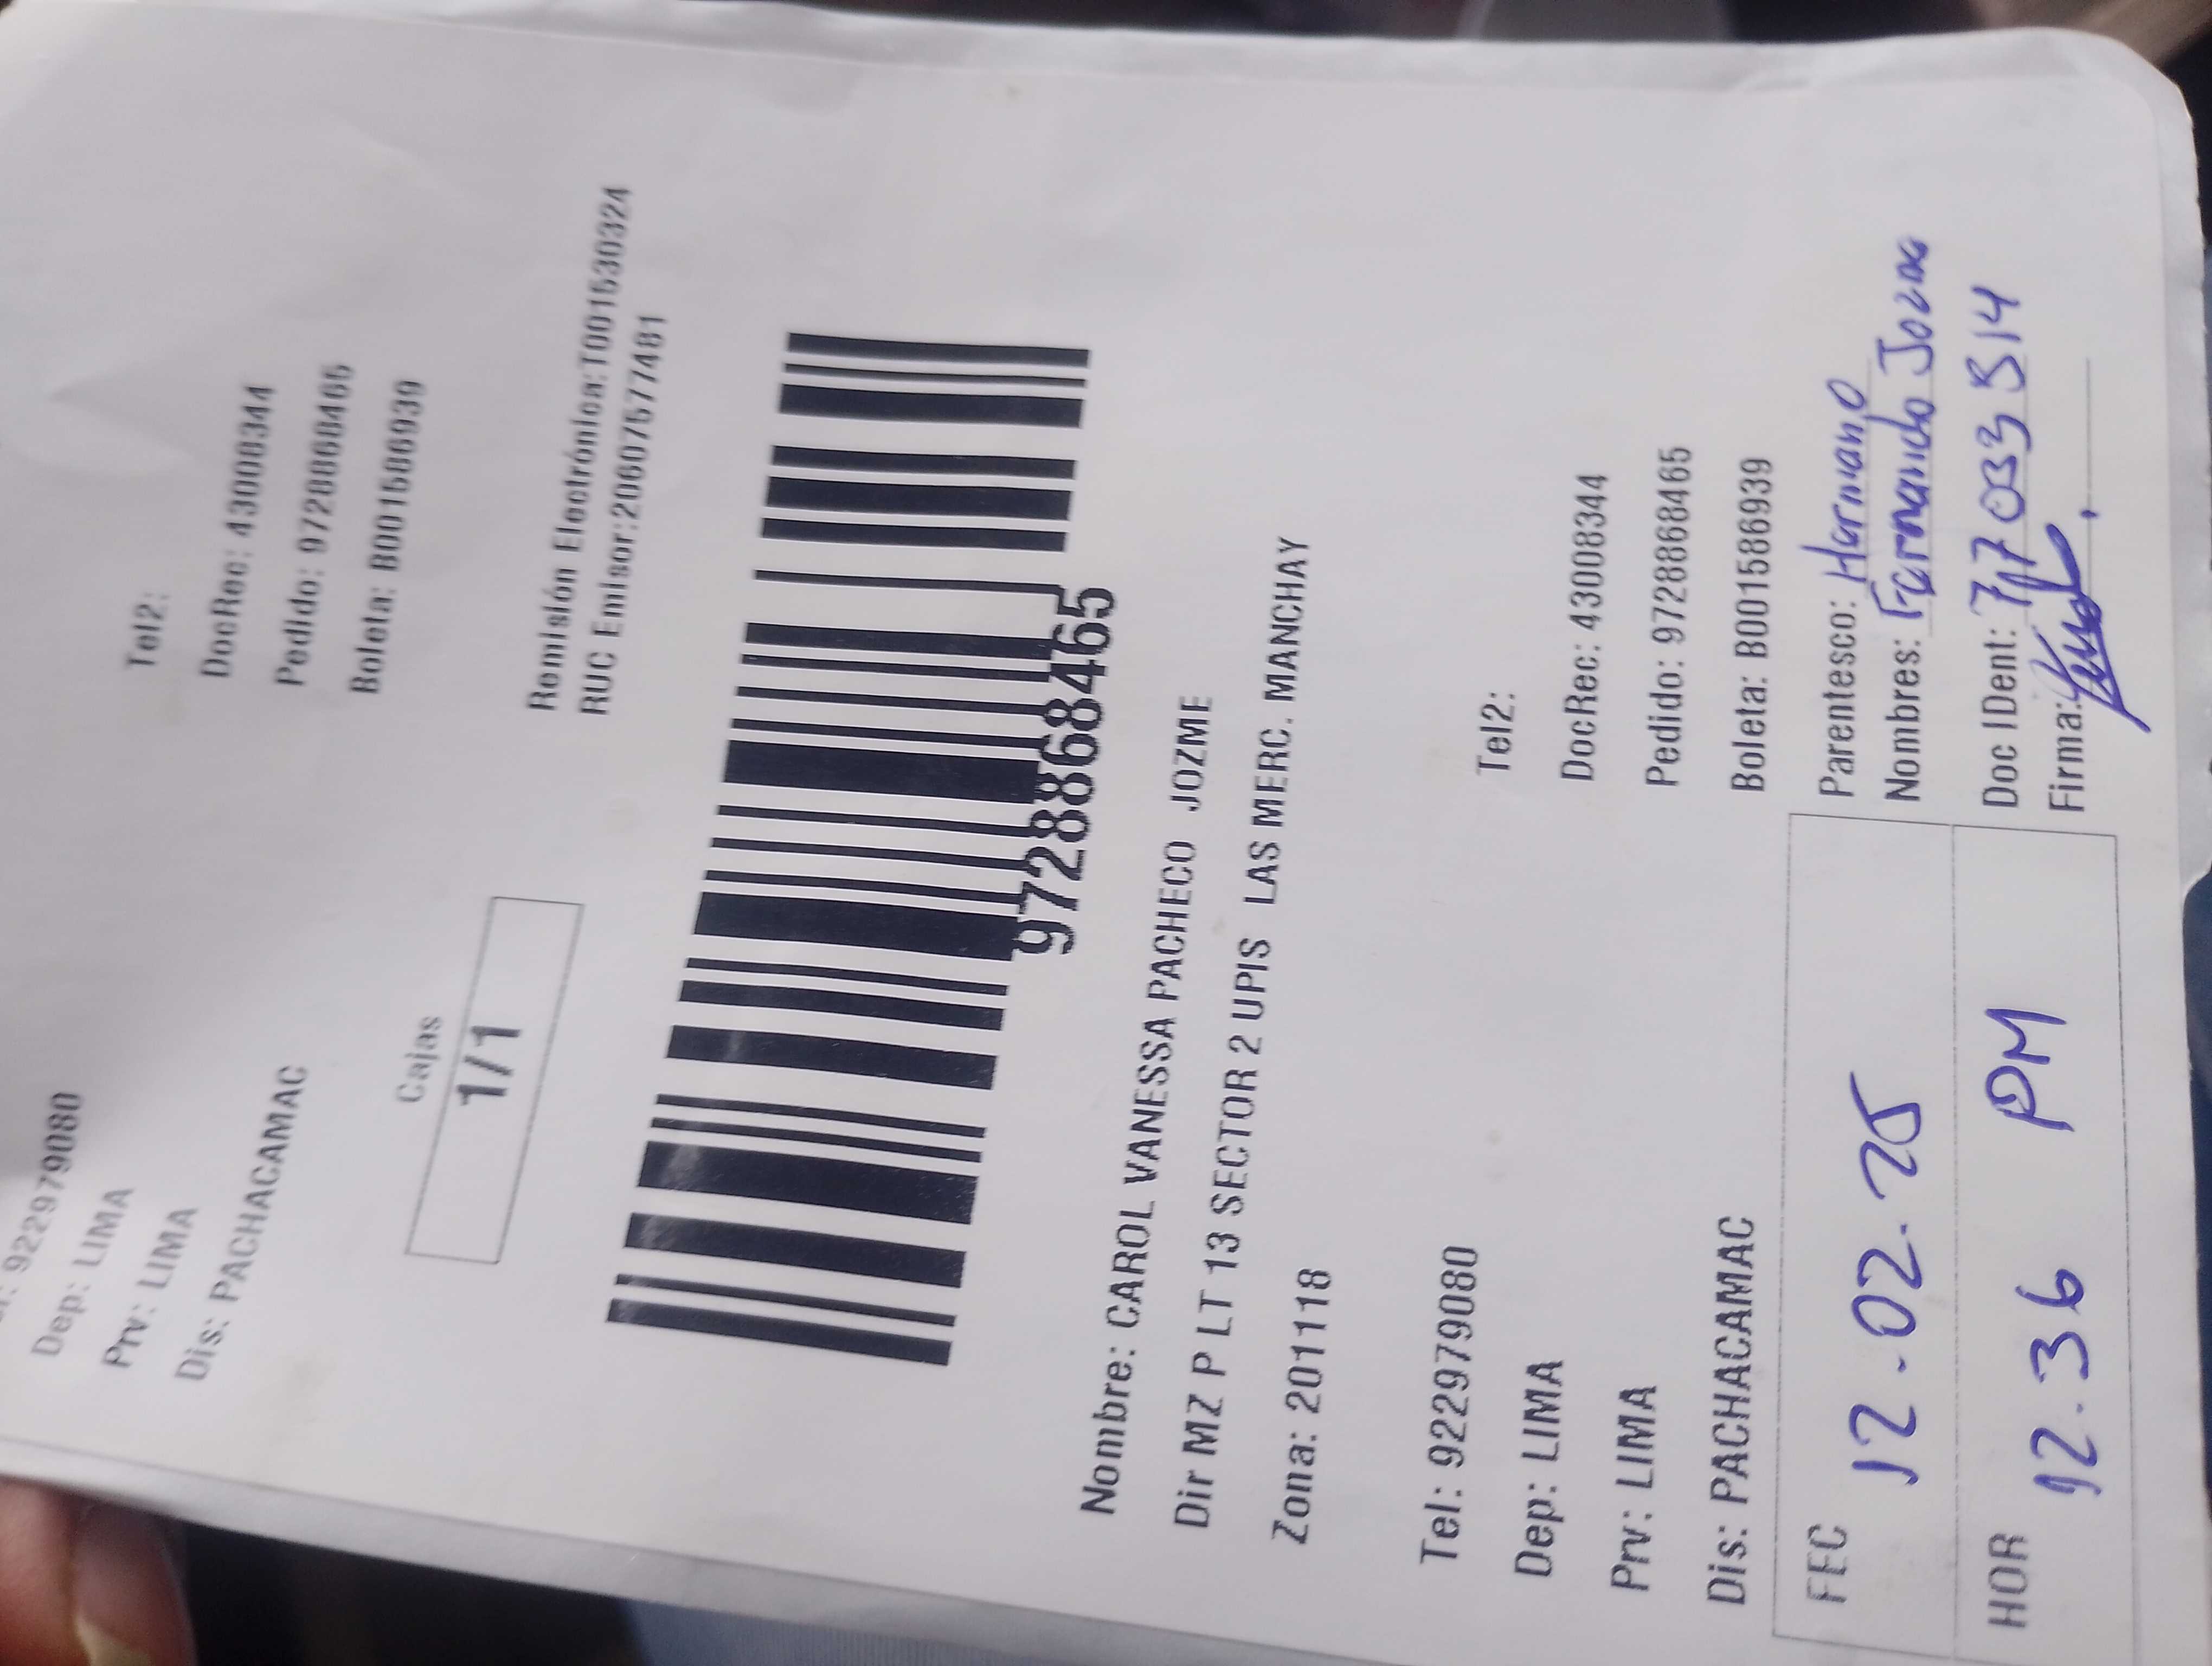 922979080
Dep: LIMA
Prv: LIMA
Dis: PACHACAMAC
Tel2:
DocRec: 43008344
Pedido: 9728868465
Boleta: B001586939
Cajas
1/1
Remisión Electrónica:T001530324
RUC Emisor:20607577481
9728868465
Nombre: CAROL VANESSA PACHECO JOZME
Dir MZ P LT 13 SECTOR 2 UPIS LAS MERC. MANCHAY
Zona: 201118
Tel: 922979080
Dep: LIMA
Prv: LIMA
Dis: PACHACAMAC
Tel2:
DocRec: 43008344
Pedido: 9728868465
Boleta: B001586939
FEC 12.02.25
HOR 12.36 PM
Parentesco: Hermano
Nombres: Fernando
Doc IDent: 77033314
Firma: